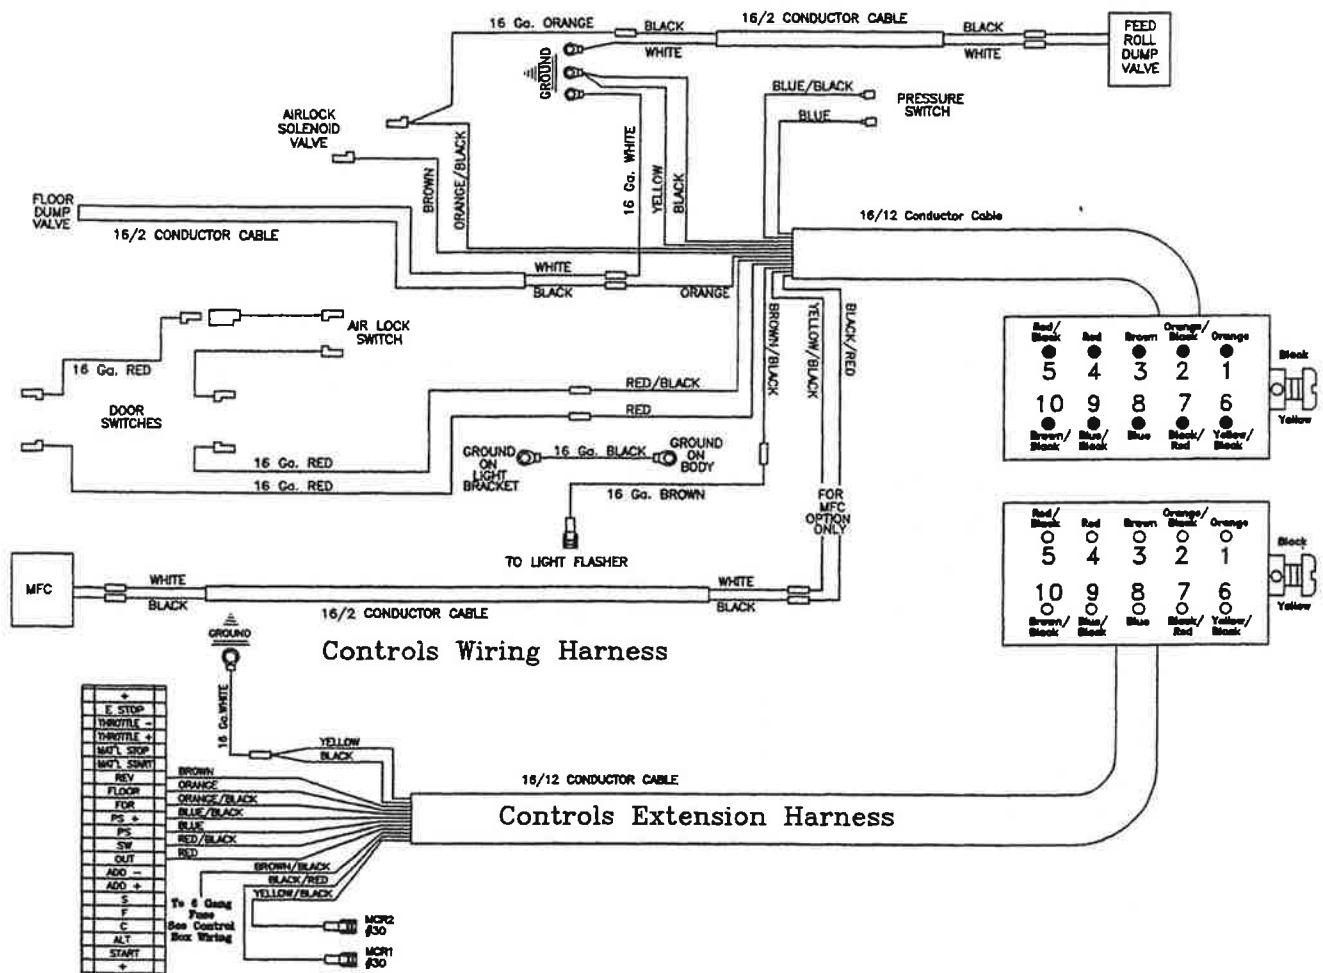 16 Ga. ORANGE
BLACK
WHITE
16/2 CONDUCTOR CABLE
BLACK
WHITE
FEED
ROLL
DUMP
VALVE
GROUND
BLUE/BLACK
BLUE
PRESSURE
SWITCH
AIRLOCK
SOLENOID
VALVE
BROWN
ORANGE/BLACK
16 Ga. WHITE
YELLOW
BLACK
FLOOR
DUMP
VALVE
16/2 CONDUCTOR CABLE
16/12 Conductor Cable
WHITE
BLACK
ORANGE
AIR LOCK
SWITCH
16 Ga. RED
DOOR
SWITCHES
RED/BLACK
RED
BROWN/BLACK
YELLOW/BLACK
BLACK/RED
16 Ga. RED
16 Ga. RED
GROUND
ON
LIGHT
BRACKET
16 Ga. BLACK
GROUND
ON
BODY
16 Ga. BROWN
TO LIGHT FLASHER
FOR
MFC
OPTION
ONLY
Red/
Black
Red
Brown
Orange/
Black
Orange
5 4 3 2 1
10 9 8 7 6
Brown/
Black
Blue/
Black
Blue
Black/
Red
Yellow/
Black
Black
Yellow
Red/
Black
Red
Brown
Orange/
Black
Orange
5 4 3 2 1
10 9 8 7 6
Brown/
Black
Blue/
Black
Blue
Black/
Red
Yellow/
Black
Black
Yellow
MFC
WHITE
BLACK
16/2 CONDUCTOR CABLE
WHITE
BLACK
GROUND
Controls Wiring Harness
16 Ga.WHITE
YELLOW
BLACK
16/12 CONDUCTOR CABLE
Controls Extension Harness
+
E STOP
THROTTLE -
THROTTLE +
MAT'L STOP
MAT'L START
REV
FLOOR
FOR
PS +
PS
SW
OUT
ADD -
ADD +
S
F
C
ALT
START
+
BROWN
ORANGE
ORANGE/BLACK
BLUE/BLACK
BLUE
RED/BLACK
RED
BROWN/BLACK
BLACK/RED
YELLOW/BLACK
To 6 Gang
Fuse
See Control
Box Wiring
MCR2
#30
MCR1
#30